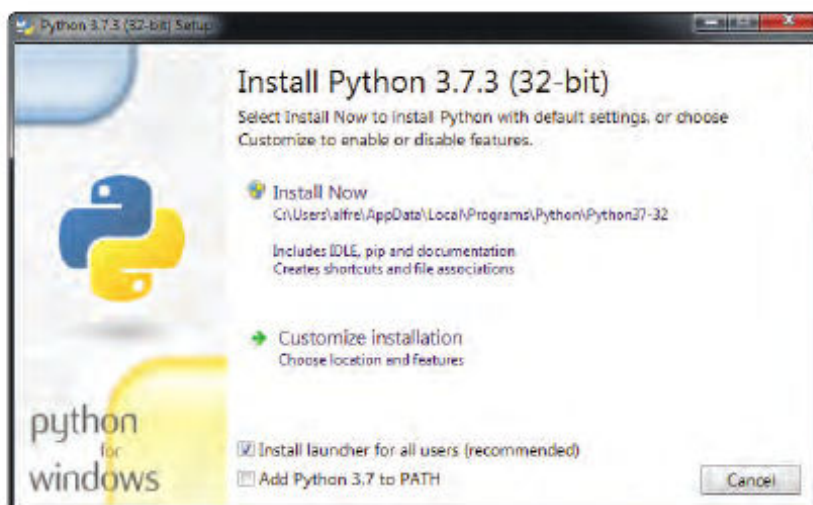 Python 3.7.3 (32-bit) Setup
Install Python 3.7.3 (32-bit)
Select Install Now to install Python with default settings, or choose
Customize to enable or disable features.
Install Now
C:\Users\alfre\AppData\Local\Programs\Python\Python37-32
Includes IDLE, pip and documentation
Creates shortcuts and file associations
Customize installation
Choose location and features
python
for
windows
Install launcher for all users (recommended)
Add Python 3.7 to PATH
Cancel